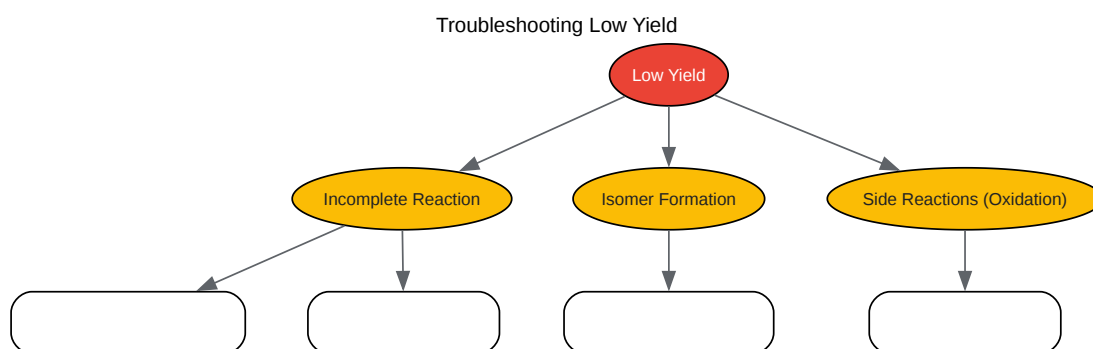 Troubleshooting Low Yield
Low Yield
Incomplete Reaction
Isomer Formation
Side Reactions (Oxidation)